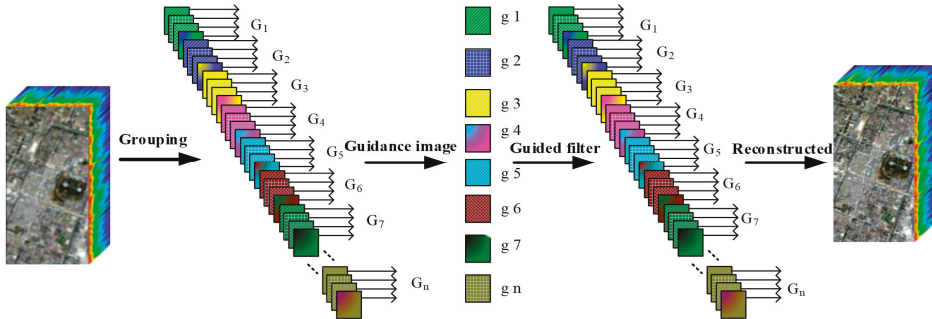 Grouping
G1
G2
G3
G4
G5
G6
G7
Gn
Guidance image
g 1
g 2
g 3
g 4
g 5
g 6
g 7
g n
Guided filter
G1
G2
G3
G4
G5
G6
G7
Gn
Reconstructed